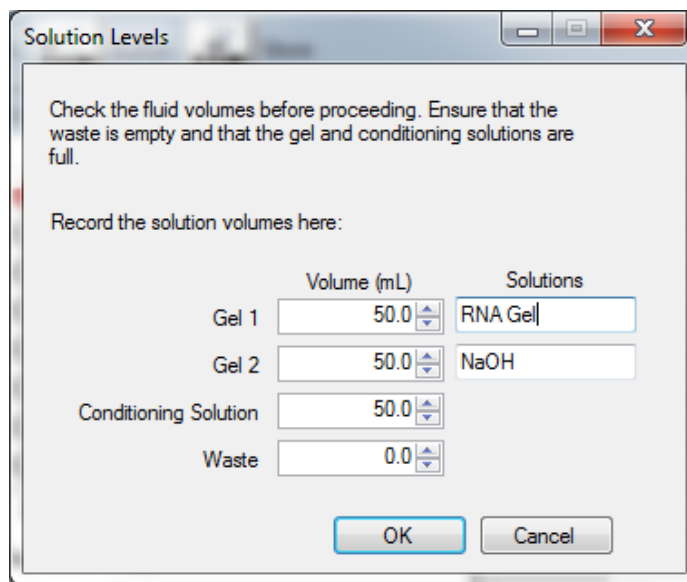 Solution Levels
Check the fluid volumes before proceeding. Ensure that the
waste is empty and that the gel and conditioning solutions are
full.
Record the solution volumes here:
Volume (mL) Solutions
Gel 1 50.0 RNA Gel
Gel 2 50.0 NaOH
Conditioning Solution 50.0
Waste 0.0
OK Cancel